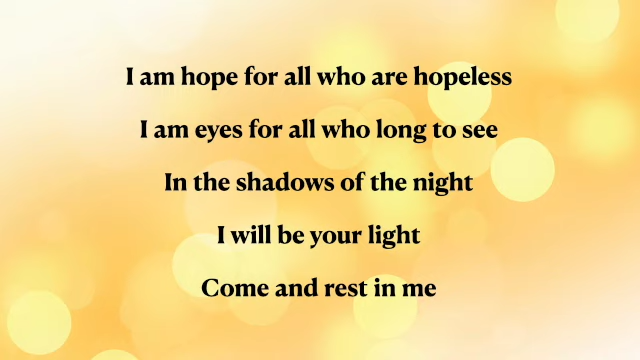 I am hope for all who are hopeless
I am eyes for all who long to see
In the shadows of the night
I will be your light
Come and rest in me